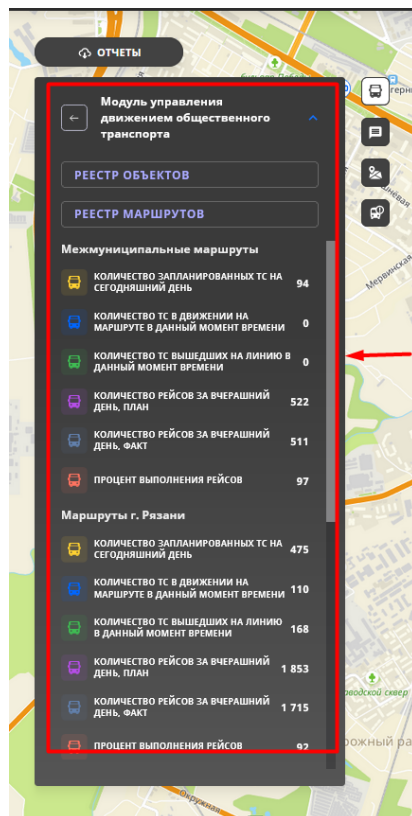 ОТЧЕТЫ
Модуль управления
движением общественного
транспорта
РЕЕСТР ОБЪЕКТОВ
РЕЕСТР МАРШРУТОВ
Межмуниципальные маршруты
КОЛИЧЕСТВО ЗАПЛАНИРОВАННЫХ ТС НА
СЕГОДНЯШНИЙ ДЕНЬ 94
КОЛИЧЕСТВО ТС В ДВИЖЕНИИ НА
МАРШРУТЕ В ДАННЫЙ МОМЕНТ ВРЕМЕНИ 0
КОЛИЧЕСТВО ТС ВЫШЕДШИХ НА ЛИНИЮ В
ДАННЫЙ МОМЕНТ ВРЕМЕНИ 0
КОЛИЧЕСТВО РЕЙСОВ ЗА ВЧЕРАШНИЙ
ДЕНЬ, ПЛАН 522
КОЛИЧЕСТВО РЕЙСОВ ЗА ВЧЕРАШНИЙ
ДЕНЬ, ФАКТ 511
ПРОЦЕНТ ВЫПОЛНЕНИЯ РЕЙСОВ 97
Маршруты г. Рязани
КОЛИЧЕСТВО ЗАПЛАНИРОВАННЫХ ТС НА
СЕГОДНЯШНИЙ ДЕНЬ 475
КОЛИЧЕСТВО ТС В ДВИЖЕНИИ НА
МАРШРУТЕ В ДАННЫЙ МОМЕНТ ВРЕМЕНИ 110
КОЛИЧЕСТВО ТС ВЫШЕДШИХ НА ЛИНИЮ
В ДАННЫЙ МОМЕНТ ВРЕМЕНИ 168
КОЛИЧЕСТВО РЕЙСОВ ЗА ВЧЕРАШНИЙ
ДЕНЬ, ПЛАН 1 853
КОЛИЧЕСТВО РЕЙСОВ ЗА ВЧЕРАШНИЙ
ДЕНЬ, ФАКТ 1 715
ПРОЦЕНТ ВЫПОЛНЕНИЯ РЕЙСОВ 92
Мервинская
Окружная